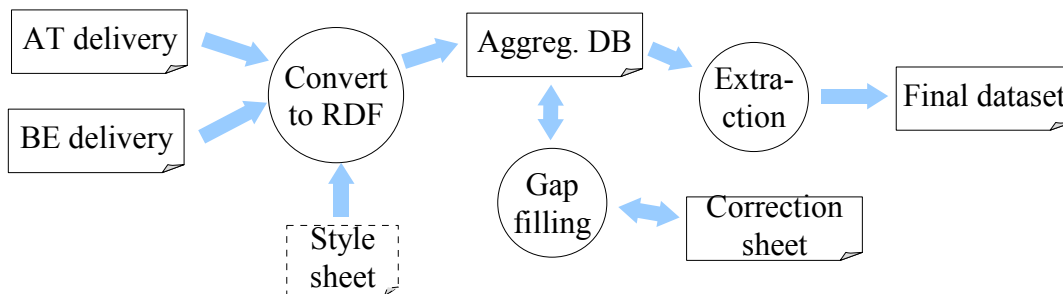 AT delivery
BE delivery
Convert
to RDF
Style
sheet
Aggreg. DB
Gap
filling
Correction
sheet
Extra-
ction
Final dataset